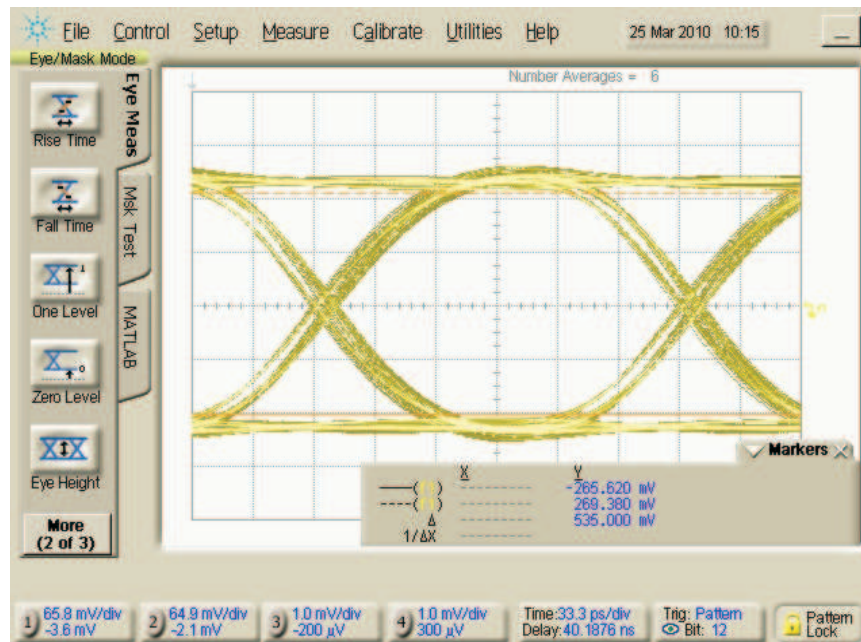 File Control Setup Measure Calibrate Utilities Help 25 Mar 2010 10:15
Eye/Mask Mode
Number Averages = 6
Eye Meas
Msk Test
MATLAB
Rise Time
Fall Time
One Level
Zero Level
Eye Height
More
(2 of 3)
Markers
X Y
-265.620 mV
269.380 mV
Δ 535.000 mV
1/ΔX
1 65.8 mV/div
-3.6 mV
2 64.9 mV/div
-2.1 mV
3 1.0 mV/div
-200 µV
4 1.0 mV/div
300 µV
Time:33.3 ps/div
Delay:40.1876 ns
Trig: Pattern
Bit: 12
Pattern
Lock